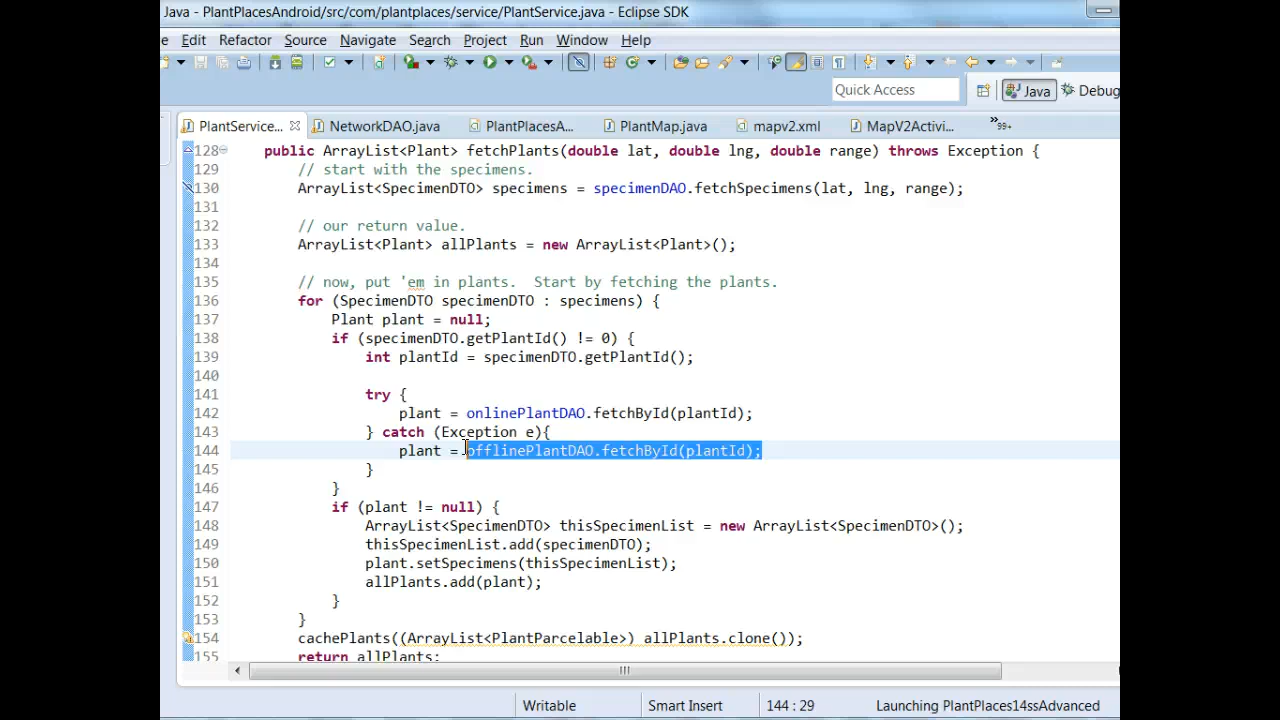 Java - PlantPlacesAndroid/src/com/plantplaces/service/PlantService.java - Eclipse SDK
e Edit Refactor Source Navigate Search Project Run Window Help
Quick Access Java Debug
PlantService... NetworkDAO.java PlantPlacesA... PlantMap.java mapv2.xml MapV2Activi... »99+
128 public ArrayList<Plant> fetchPlants(double lat, double lng, double range) throws Exception {
129 // start with the specimens.
130 ArrayList<SpecimenDTO> specimens = specimenDAO.fetchSpecimens(lat, lng, range);
131
132 // our return value.
133 ArrayList<Plant> allPlants = new ArrayList<Plant>();
134
135 // now, put 'em in plants.  Start by fetching the plants.
136 for (SpecimenDTO specimenDTO : specimens) {
137 Plant plant = null;
138 if (specimenDTO.getPlantId() != 0) {
139 int plantId = specimenDTO.getPlantId();
140
141 try {
142 plant = onlinePlantDAO.fetchById(plantId);
143 } catch (Exception e){
144 plant = offlinePlantDAO.fetchById(plantId);
145 }
146 }
147 if (plant != null) {
148 ArrayList<SpecimenDTO> thisSpecimenList = new ArrayList<SpecimenDTO>();
149 thisSpecimenList.add(specimenDTO);
150 plant.setSpecimens(thisSpecimenList);
151 allPlants.add(plant);
152 }
153 }
154 cachePlants((ArrayList<PlantParcelable>) allPlants.clone());
155 return allPlants;
Writable Smart Insert 144 : 29 Launching PlantPlaces14ssAdvanced